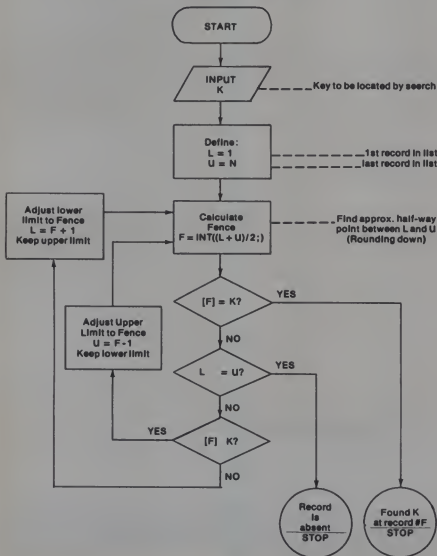 START
INPUT
K
Key to be located by search
Define:
L = 1
U = N
1st record in list
last record in list
Adjust lower
limit to Fence
L = F + 1
Keep upper limit
Calculate
Fence
F = INT((L + U)/2;)
Find approx. half-way
point between L and U
(Rounding down)
[F] = K?
YES
NO
Adjust Upper
Limit to Fence
U = F - 1
Keep lower limit
L = U?
YES
NO
[F] K?
YES
NO
Record
is
absent
STOP
Found K
at record #F
STOP